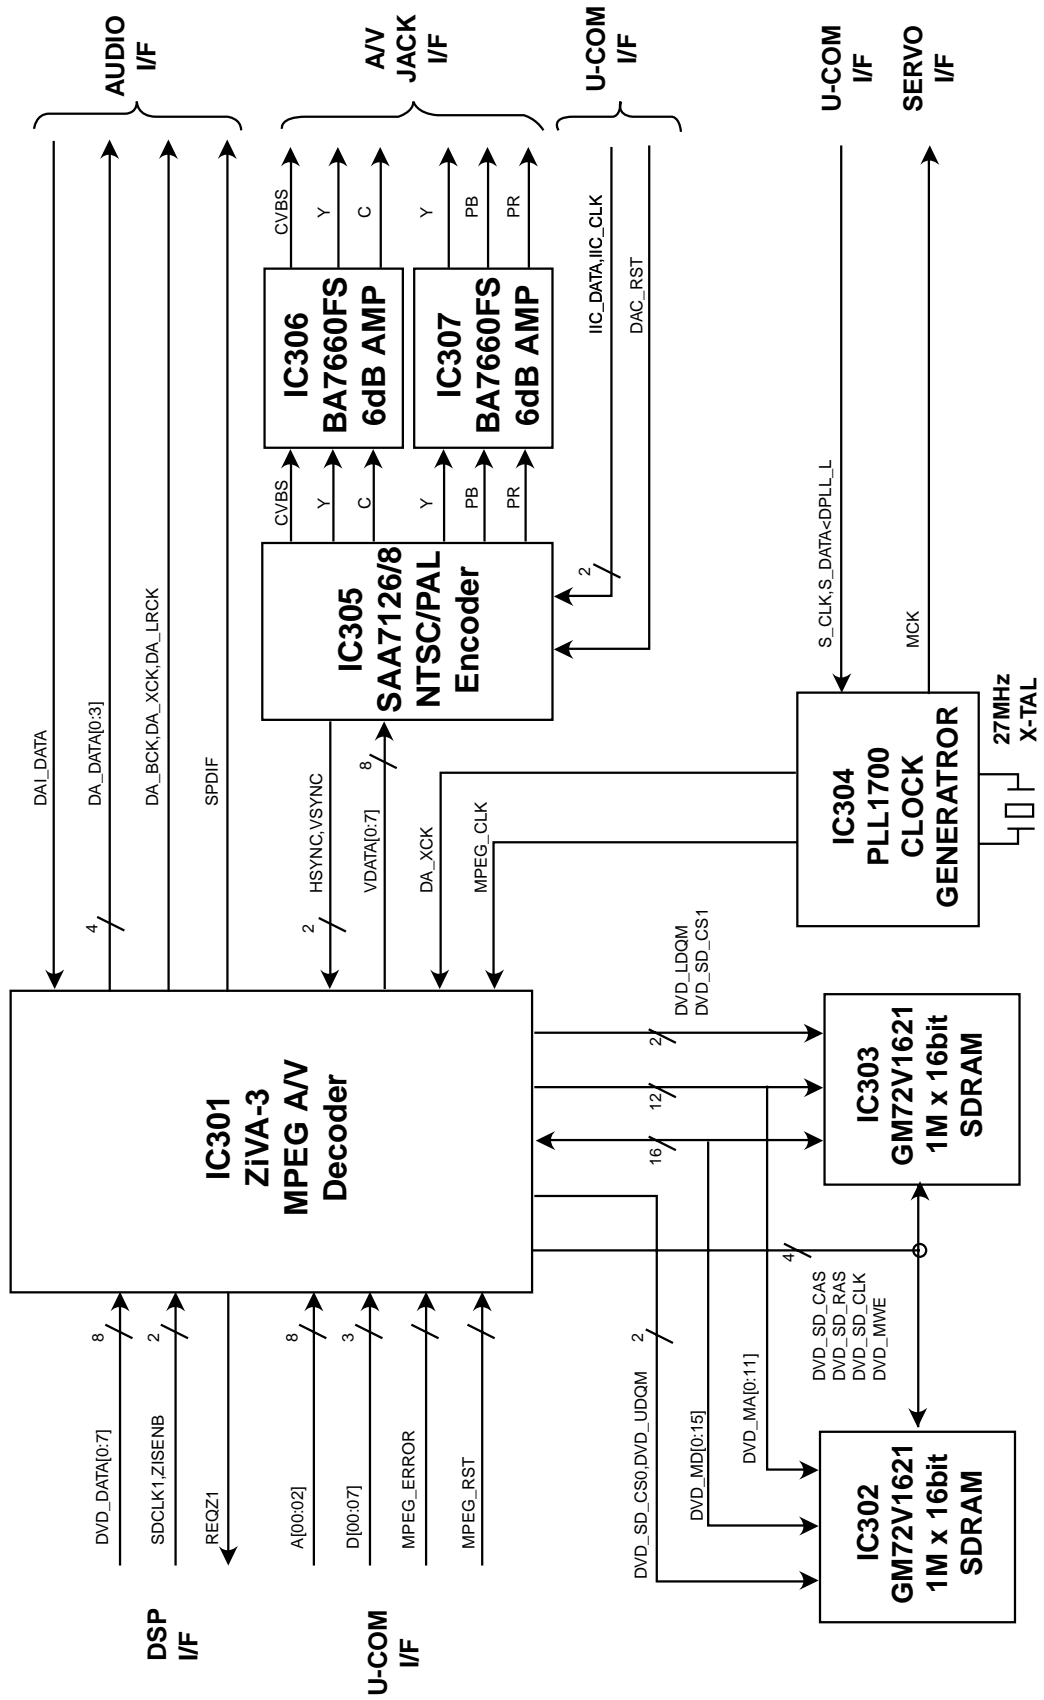 DSP
I/F
U-COM
I/F
DVD_DATA[0:7]
8
SDCLK1,ZISENB
2
REQZ1
A[00:02]
8
D[00:07]
3
MPEG_ERROR
MPEG_RST
IC301
ZiVA-3
MPEG A/V
Decoder
DAI_DATA
DA_DATA[0:3]
4
DA_BCK,DA_XCK,DA_LRCK
SPDIF
AUDIO
I/F
HSYNC,VSYNC
2
VDATA[0:7]
8
DA_XCK
MPEG_CLK
IC305
SAA7126/8
NTSC/PAL
Encoder
CVBS
Y
C
Y
PB
PR
IC306
BA7660FS
6dB AMP
IC307
BA7660FS
6dB AMP
CVBS
Y
C
Y
PB
PR
A/V
JACK
I/F
IIC_DATA,IIC_CLK
2
DAC_RST
U-COM
I/F
DVD_SD_CS0,DVD_UDQM
2
DVD_MD[0:15]
16
DVD_MA[0:11]
12
DVD_LDQM
DVD_SD_CS1
2
4
DVD_SD_CAS
DVD_SD_RAS
DVD_SD_CLK
DVD_MWE
IC302
GM72V1621
1M x 16bit
SDRAM
IC303
GM72V1621
1M x 16bit
SDRAM
IC304
PLL1700
CLOCK
GENERATROR
27MHz
X-TAL
S_CLK,S_DATA<DPLL_L
MCK
U-COM
I/F
SERVO
I/F